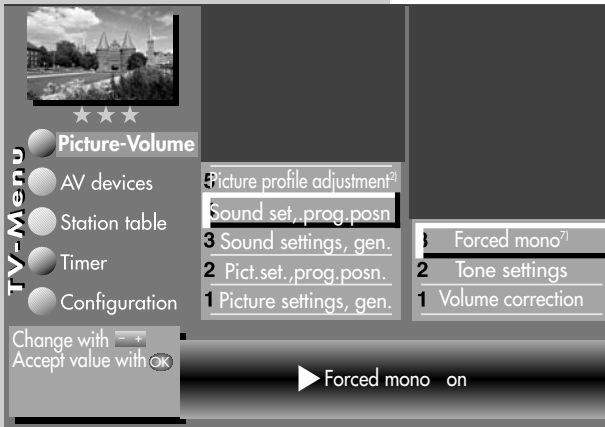 TV-Menu
Picture-Volume
AV devices
Station table
Timer
Configuration
5 Picture profile adjustment2)
Sound set,.prog.posn
3 Sound settings, gen.
2 Pict.set.,prog.posn.
1 Picture settings, gen.
3 Forced mono7)
2 Tone settings
1 Volume correction
Change with - +
Accept value with OK
Forced mono on